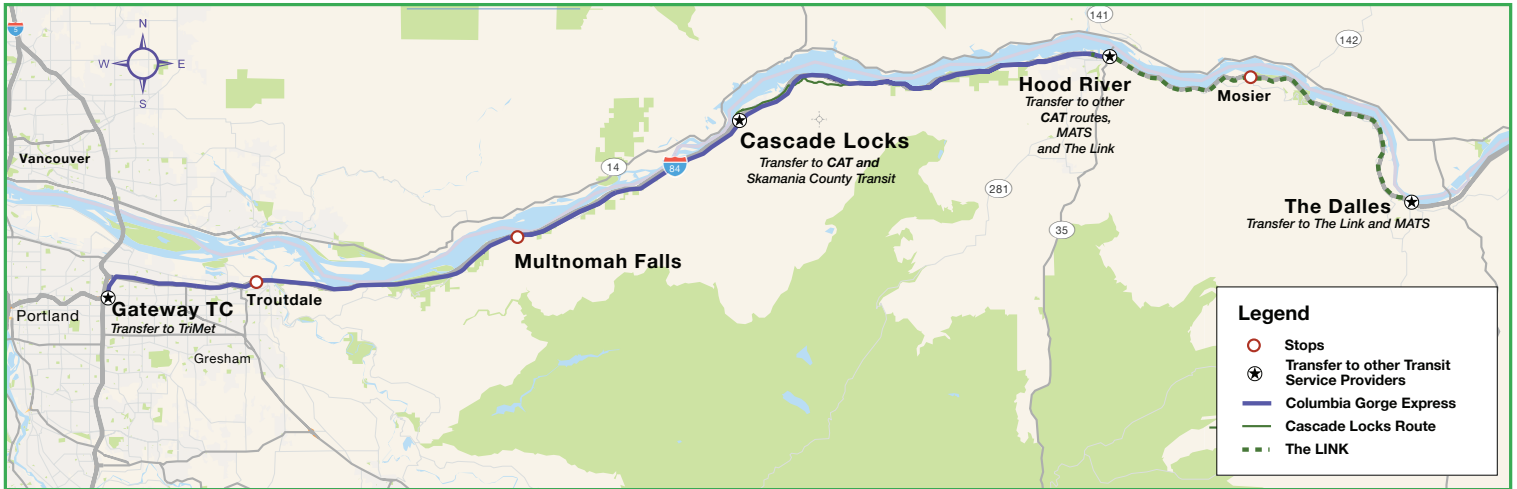 5
N
W
E
S
141
142
Hood River
Transfer to other
CAT routes,
MATS
and The Link
Mosier
Cascade Locks
Transfer to CAT and
Skamania County Transit
Vancouver
14
84
281
The Dalles
Transfer to The Link and MATS
35
Multnomah Falls
Gateway TC
Transfer to TriMet
Troutdale
Portland
Gresham
Legend
Stops
Transfer to other Transit
Service Providers
Columbia Gorge Express
Cascade Locks Route
The LINK